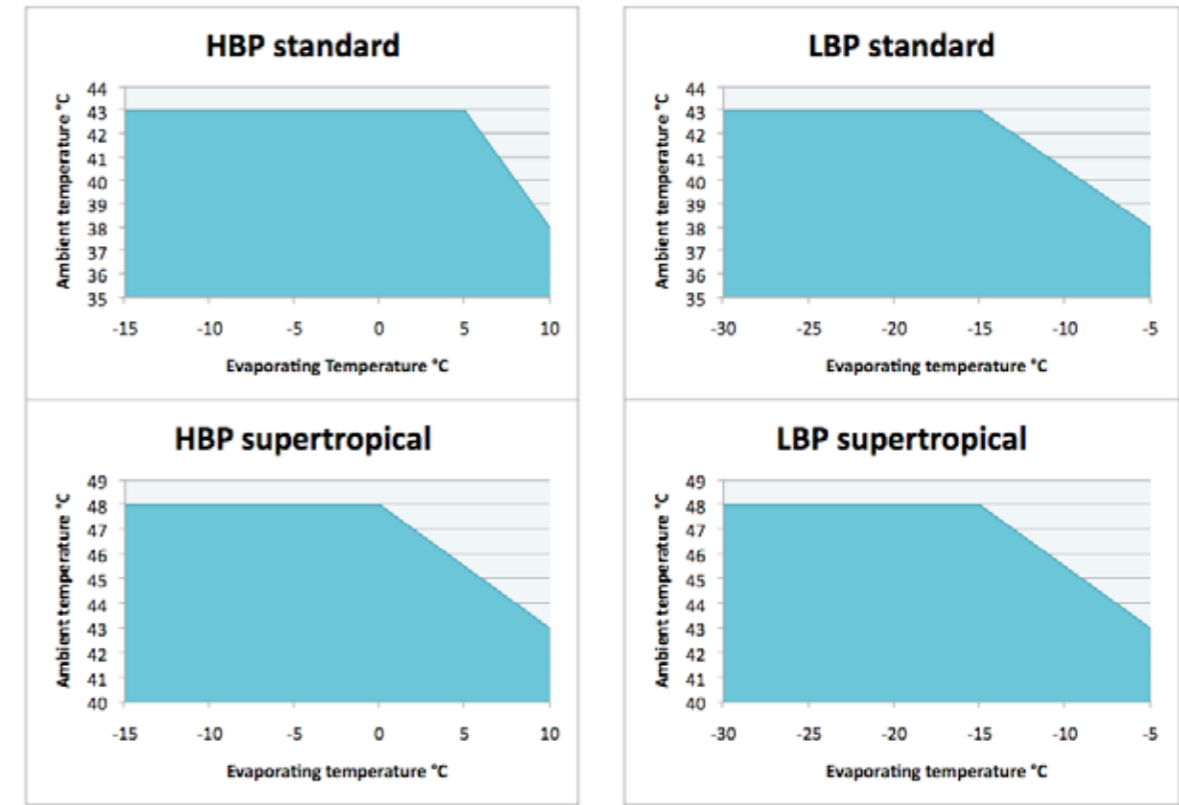 HBP standard
Ambient temperature °C
44
43
42
41
40
39
38
37
36
35
-15 -10 -5 0 5 10
Evaporating Temperature °C
LBP standard
Ambient temperature °C
44
43
42
41
40
39
38
37
36
35
-30 -25 -20 -15 -10 -5
Evaporating temperature °C
HBP supertropical
Ambient temperature °C
49
48
47
46
45
44
43
42
41
40
-15 -10 -5 0 5 10
Evaporating temperature °C
LBP supertropical
Ambient temperature °C
49
48
47
46
45
44
43
42
41
40
-30 -25 -20 -15 -10 -5
Evaporating temperature °C